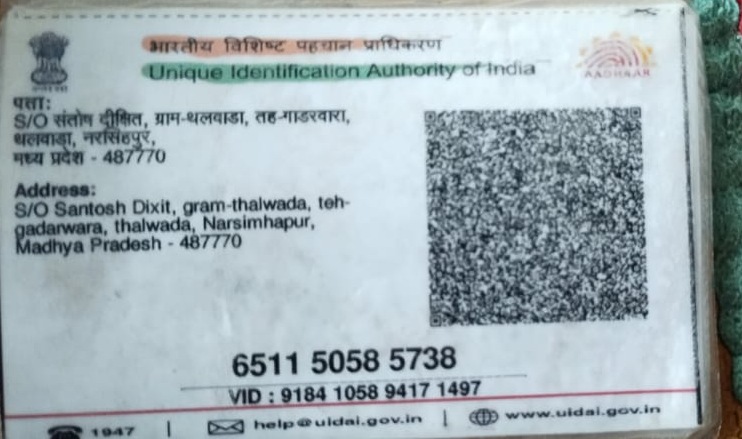 भारतीय विशिष्ट पहचान प्राधिकरण
Unique Identification Authority of India
AADHAAR
पता:
S/O संतोष दीक्षित, ग्राम-थलवाडा, तह-गाडरवारा,
थलवाड़ा, नरसिंहपुर,
मध्य प्रदेश - 487770
Address:
S/O Santosh Dixit, gram-thalwada, teh-
gadarwara, thalwada, Narsimhapur,
Madhya Pradesh - 487770
6511 5058 5738
VID : 9184 1058 9417 1497
1947 | help@uidai.gov.in | www.uidai.gov.in